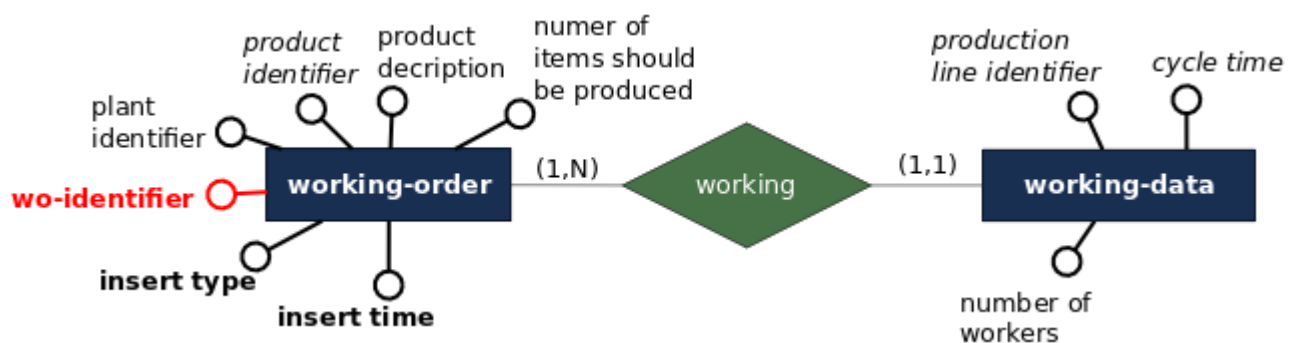 product
identifier
product
decription
numer of
items should
be produced
plant
identifier
wo-identifier
working-order
insert type
insert time
(1,N)
working
(1,1)
production
line identifier
cycle time
working-data
number of
workers